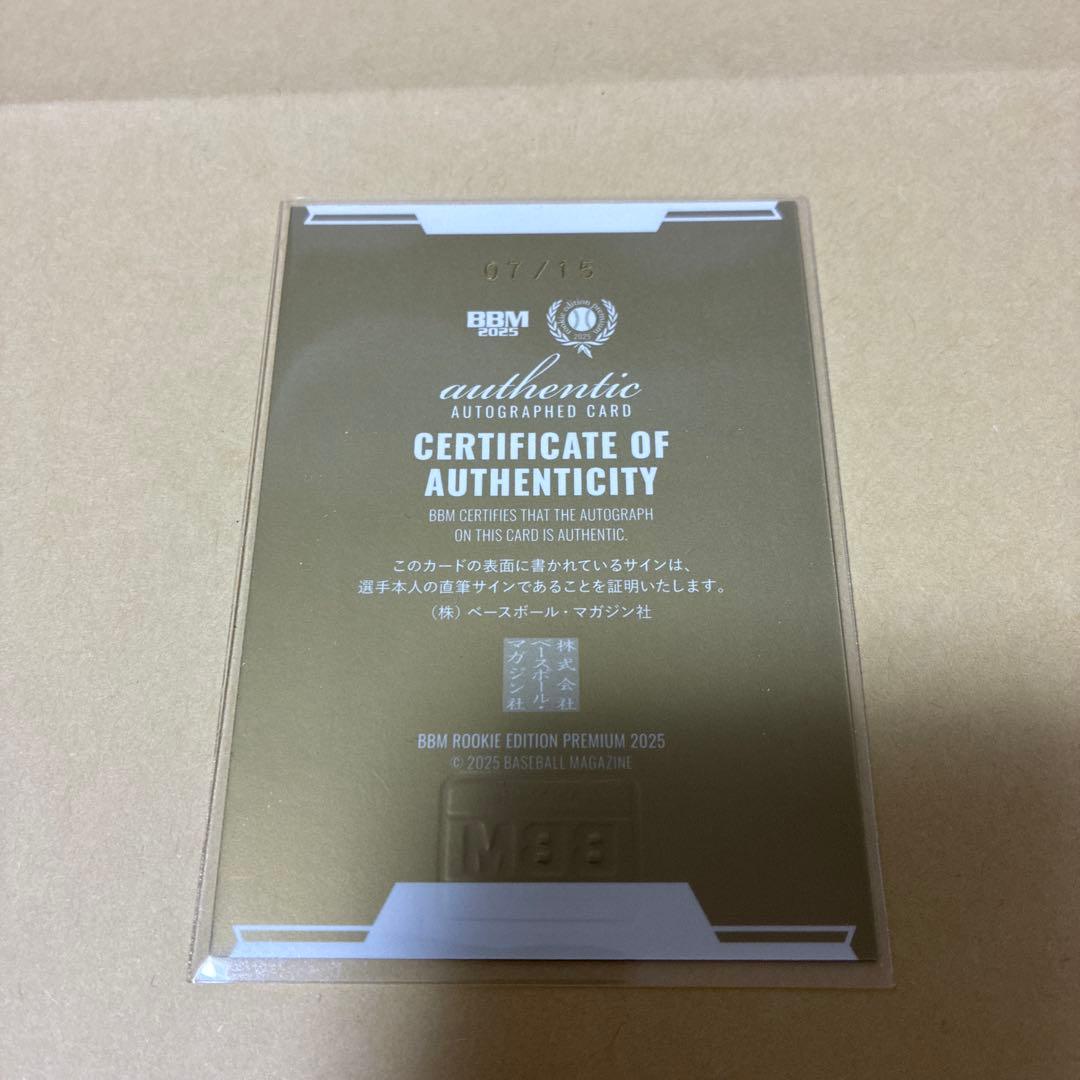 07/15
BBM
2025
rookie edition premium
2025
authentic
AUTOGRAPHED CARD
CERTIFICATE OF
AUTHENTICITY
BBM CERTIFIES THAT THE AUTOGRAPH
ON THIS CARD IS AUTHENTIC.
このカードの表面に書かれているサインは、
選手本人の直筆サインであることを証明いたします。
(株) ベースボール・マガジン社
株式会社
ベースボール・
マガジン社
BBM ROOKIE EDITION PREMIUM 2025
© 2025 BASEBALL MAGAZINE
BBM